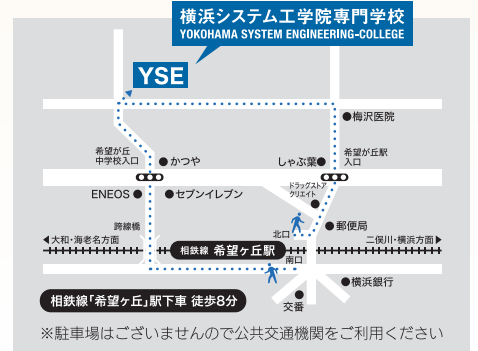 横浜システム工学院専門学校
YOKOHAMA SYSTEM ENGINEERING-COLLEGE
YSE
梅沢医院
希望が丘
中学校入口
かつや
しゃぶ葉
希望が丘駅
入口
ENEOS
セブンイレブン
ドラッグストア
クリエイト
跨線橋
北口
郵便局
大和・海老名方面
相鉄線 希望ヶ丘駅
二俣川・横浜方面
南口
横浜銀行
相鉄線「希望ヶ丘」駅下車 徒歩8分
交番
※駐車場はございませんので公共交通機関をご利用ください